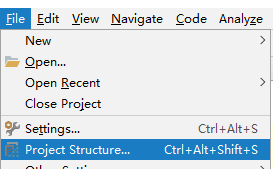 File Edit View Navigate Code Analyze
New
Open...
Open Recent
Close Project
Settings... Ctrl+Alt+S
Project Structure... Ctrl+Alt+Shift+S